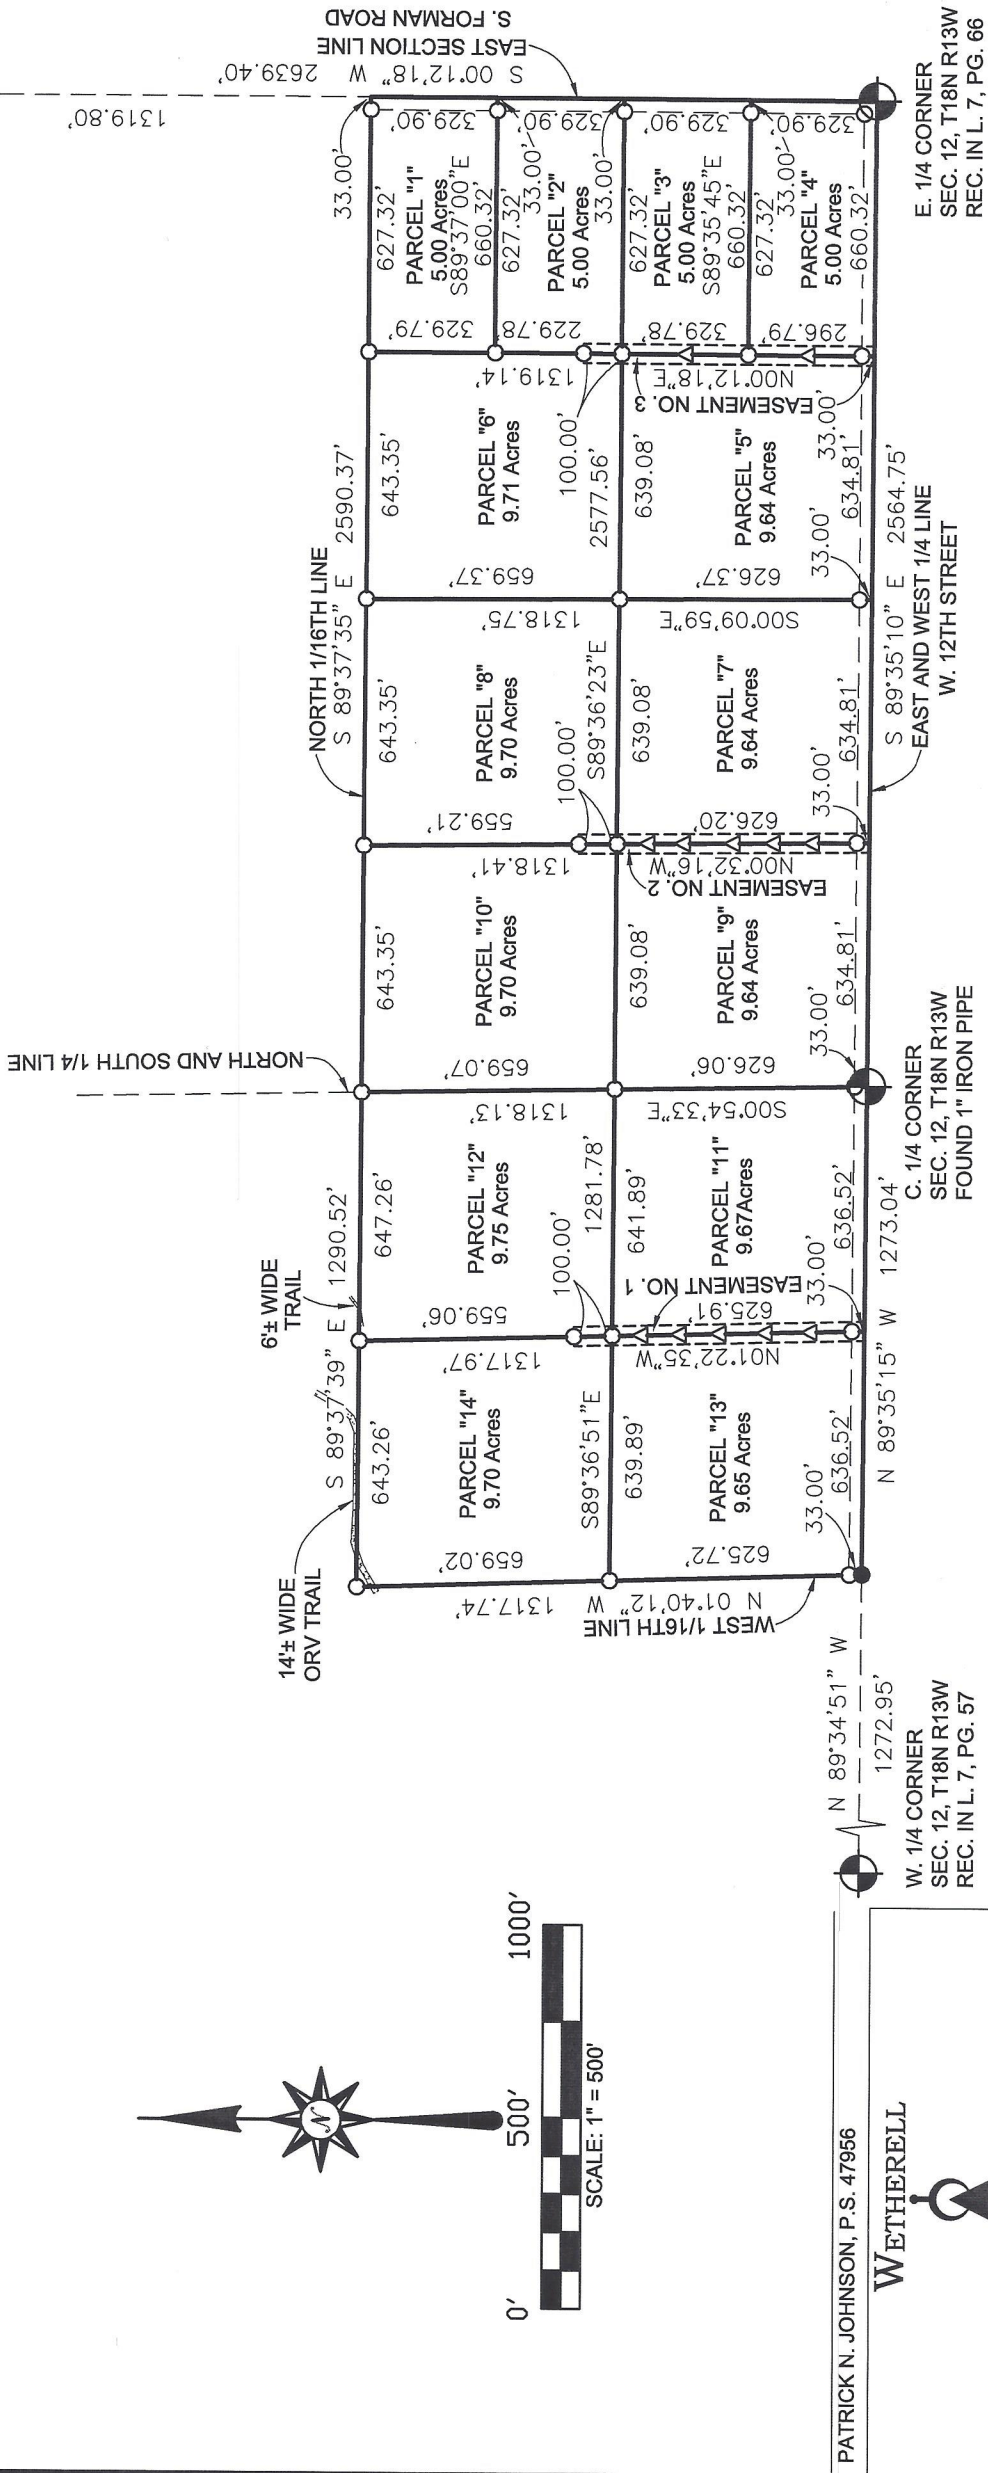 1319.80'
S. FORMAN ROAD
EAST SECTION LINE
S 00°12'18" W 2639.40'
E. 1/4 CORNER
SEC. 12, T18N R13W
REC. IN L. 7, PG. 66
33.00'
627.32'
PARCEL "1"
5.00 Acres
S89°37'00"E
660.32'
329.90'
329.79'
627.32'
33.00'
PARCEL "2"
5.00 Acres
329.90'
229.78'
33.00'
627.32'
PARCEL "3"
5.00 Acres
S89°35'45"E
660.32'
329.90'
329.78'
627.32'
33.00'
PARCEL "4"
5.00 Acres
660.32'
329.90'
296.79'
1319.14'
N00°12'18"E
EASEMENT NO. 3
33.00'
NORTH 1/16TH LINE
S 89°37'35" E 2590.37'
643.35'
PARCEL "6"
9.71 Acres
100.00'
2577.56'
639.08'
PARCEL "5"
9.64 Acres
634.81'
33.00'
659.37'
626.37'
1318.75'
S00°09'59"E
643.35'
PARCEL "8"
9.70 Acres
100.00'
S89°36'23"E
639.08'
PARCEL "7"
9.64 Acres
634.81'
33.00'
S 89°35'10" E 2564.75'
EAST AND WEST 1/4 LINE
W. 12TH STREET
559.21'
626.20'
1318.41'
N00°32'16"W
EASEMENT NO. 2
643.35'
PARCEL "10"
9.70 Acres
639.08'
PARCEL "9"
9.64 Acres
634.81'
33.00'
NORTH AND SOUTH 1/4 LINE
659.07'
626.06'
1318.13'
S00°54'33"E
C. 1/4 CORNER
SEC. 12, T18N R13W
FOUND 1" IRON PIPE
6'± WIDE
TRAIL
S 89°37'39" E 1290.52'
647.26'
PARCEL "12"
9.75 Acres
100.00'
1281.78'
641.89'
PARCEL "11"
9.67Acres
EASEMENT NO. 1
636.52'
33.00'
559.06'
625.91'
1317.97'
N01°22'35"W
643.26'
PARCEL "14"
9.70 Acres
S89°36'51"E
639.89'
PARCEL "13"
9.65 Acres
636.52'
33.00'
N 89°35'15" W 1273.04'
14'± WIDE
ORV TRAIL
659.02'
625.72'
1317.74'
N 01°40'12" W
WEST 1/16TH LINE
N 89°34'51" W
1272.95'
W. 1/4 CORNER
SEC. 12, T18N R13W
REC. IN L. 7, PG. 57
N
0' 500' 1000'
SCALE: 1" = 500'
PATRICK N. JOHNSON, P.S. 47956
WETHERELL